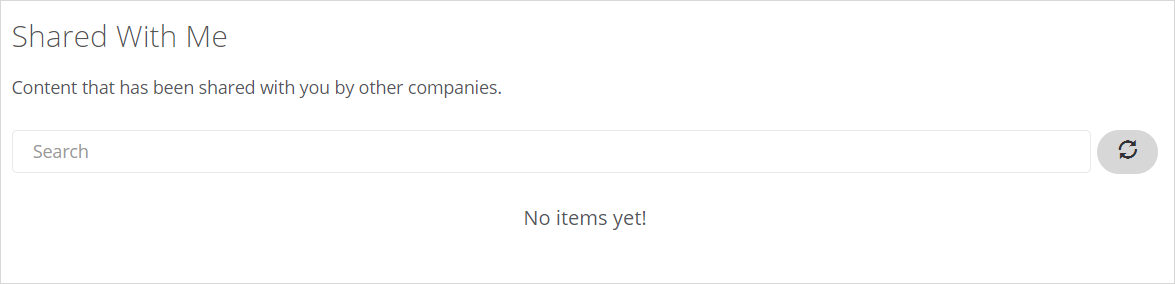 Shared With Me
Content that has been shared with you by other companies.
Search
No items yet!